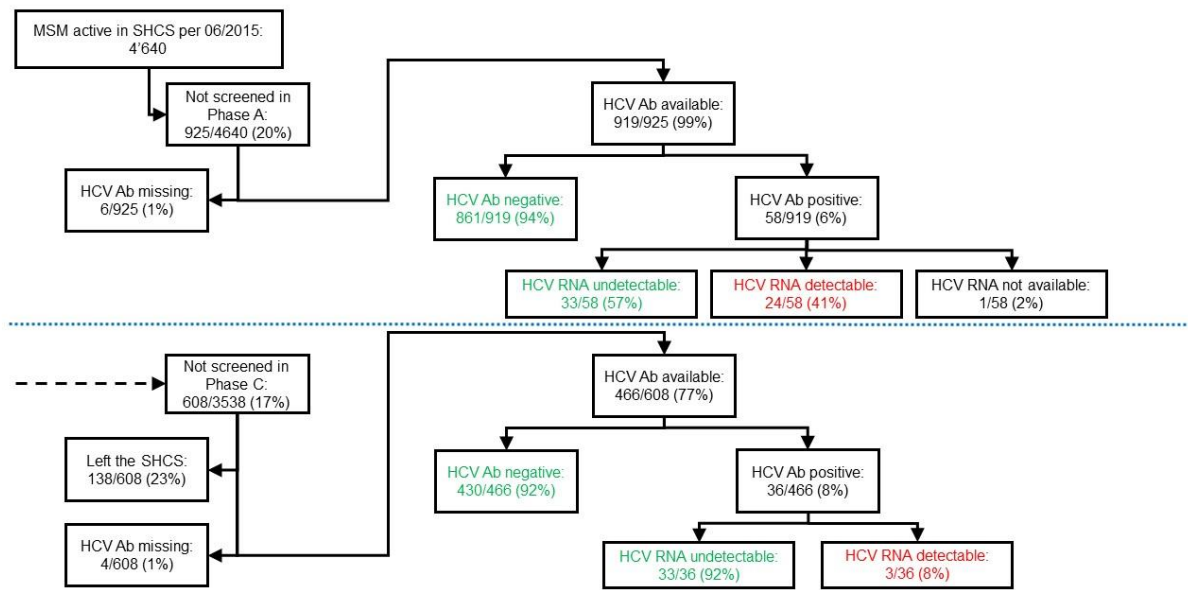 MSM active in SHCS per 06/2015:
4’640
Not screened in
Phase A:
925/4640 (20%)
HCV Ab missing:
6/925 (1%)
HCV Ab available:
919/925 (99%)
HCV Ab negative:
861/919 (94%)
HCV Ab positive:
58/919 (6%)
HCV RNA undetectable:
33/58 (57%)
HCV RNA detectable:
24/58 (41%)
HCV RNA not available:
1/58 (2%)
Not screened in
Phase C:
608/3538 (17%)
Left the SHCS:
138/608 (23%)
HCV Ab missing:
4/608 (1%)
HCV Ab available:
466/608 (77%)
HCV Ab negative:
430/466 (92%)
HCV Ab positive:
36/466 (8%)
HCV RNA undetectable:
33/36 (92%)
HCV RNA detectable:
3/36 (8%)